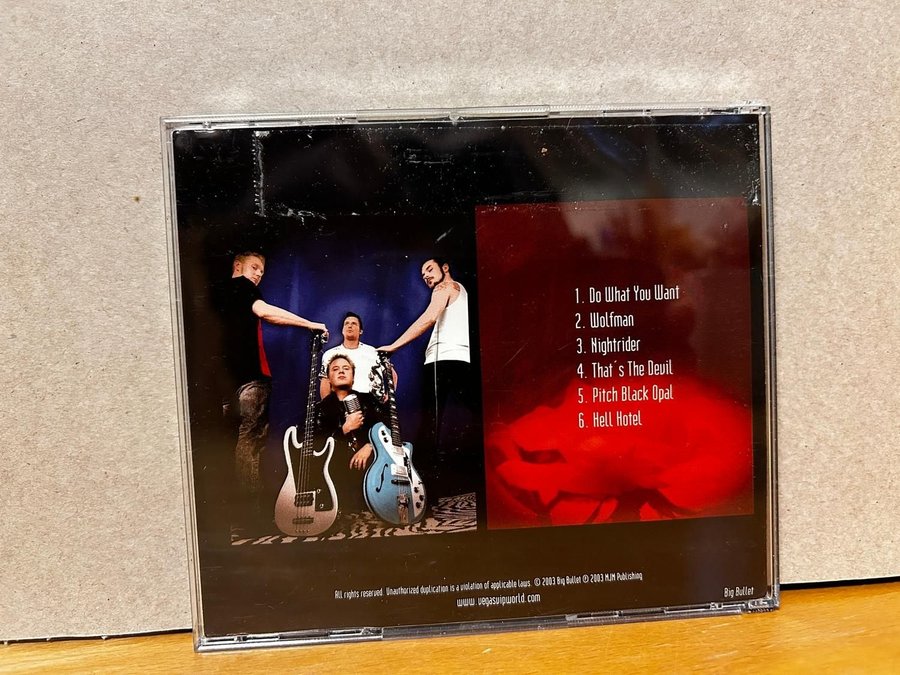 1. Do What You Want
2. Wolfman
3. Nightrider
4. That´s The Devil
5. Pitch Black Opal
6. Hell Hotel
All rights reserved. Unauthorized duplication is a violation of applicable laws. © 2003 Big Bullet ℗ 2003 MJM Publishing
www.vegasvipworld.com
Big Bullet